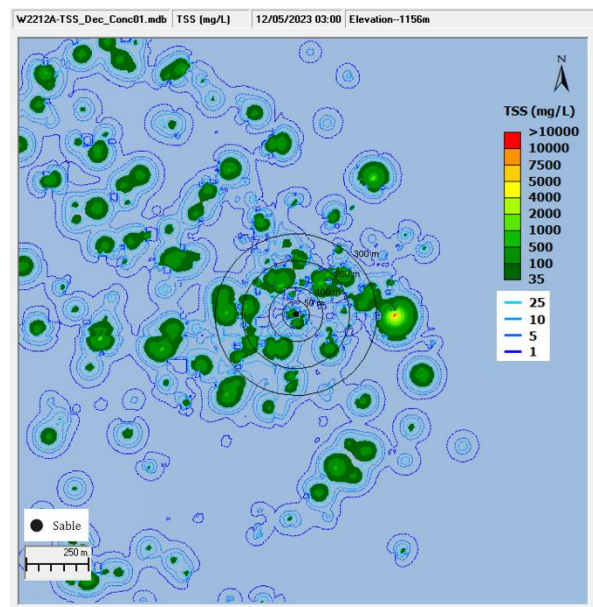 W2212A-TSS_Dec_Conc01.mdb TSS (mg/L) 12/05/2023 03:00 Elevation--1156m
N
TSS (mg/L)
>10000
10000
7500
5000
4000
2000
1000
500
100
35
25
10
5
1
300 m
200 m
100 m
50 m
Sable
250 m